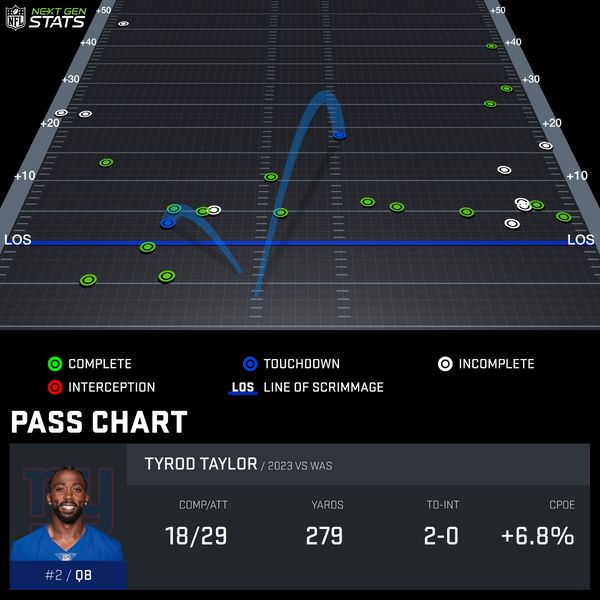 NFL NEXT GEN STATS
+50 +50
+40
+30 +30
+20 +20
+10 +10
LOS LOS
COMPLETE TOUCHDOWN INCOMPLETE
INTERCEPTION LOS LINE OF SCRIMMAGE
PASS CHART
TYROD TAYLOR / 2023 VS WAS
COMP/ATT YARDS TD-INT CPOE
18/29 279 2-0 +6.8%
#2 / QB
ny